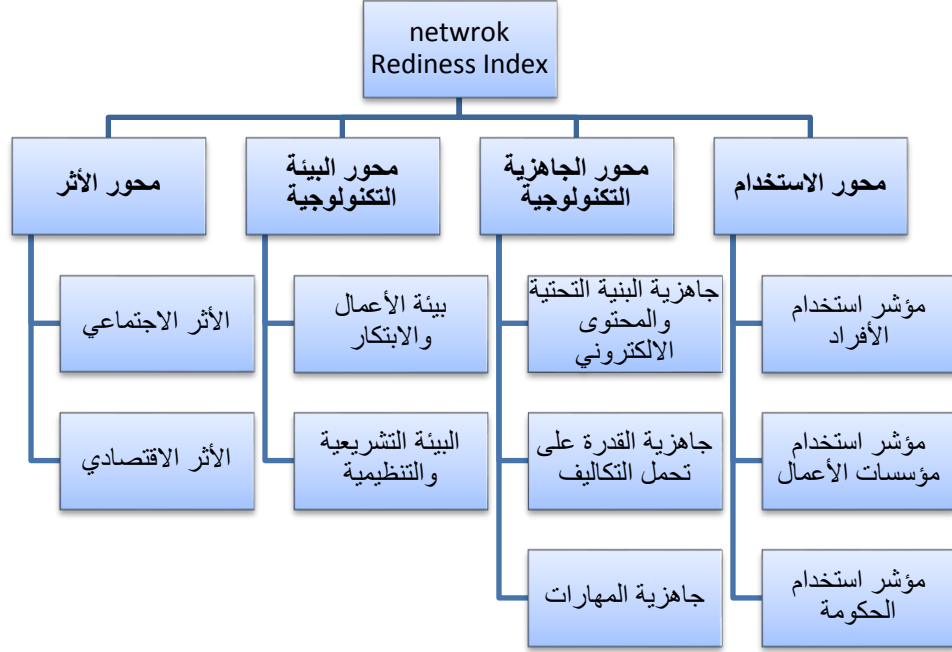 netwrok
Rediness Index
محور الاستخدام
محور الجاهزية
التكنولوجية
محور البيئة
التكنولوجية
محور الأثر
مؤشر استخدام
الأفراد
مؤشر استخدام
مؤسسات الأعمال
مؤشر استخدام
الحكومة
جاهزية البنية التحتية
والمحتوى
الالكتروني
جاهزية القدرة على
تحمل التكاليف
جاهزية المهارات
بيئة الأعمال
والابتكار
البيئة التشريعية
والتنظيمية
الأثر الاجتماعي
الأثر الاقتصادي